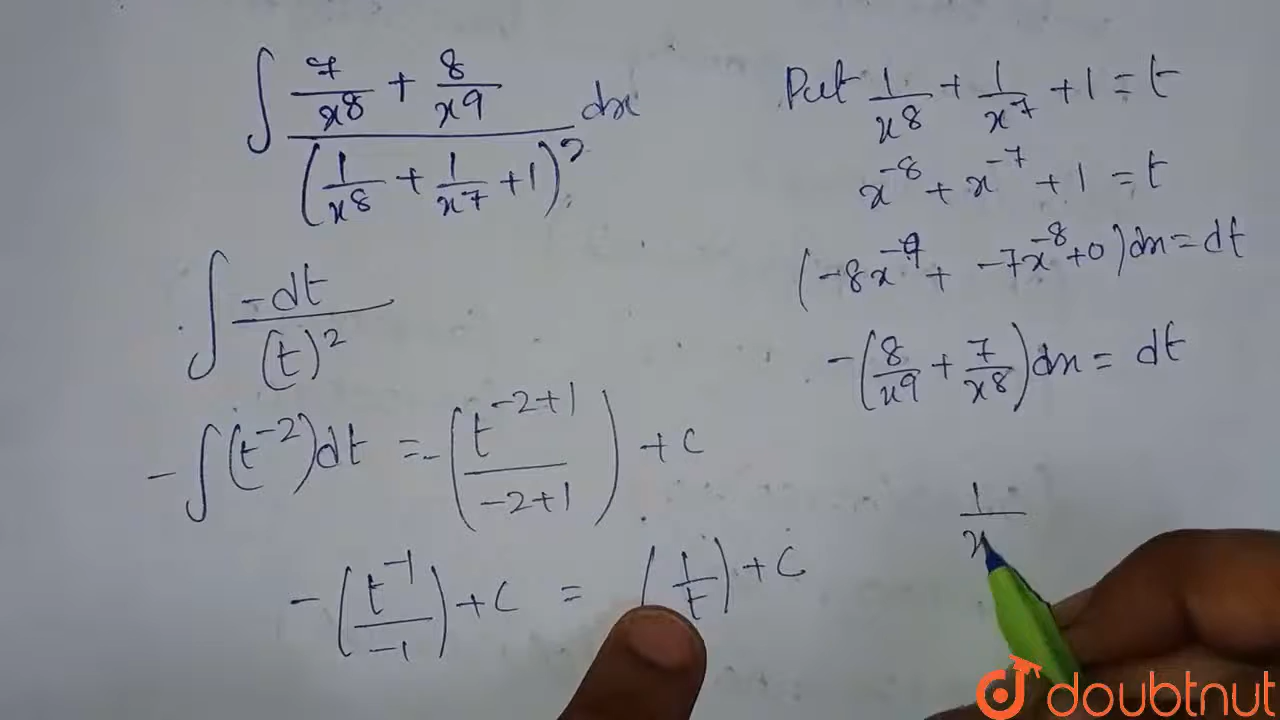 ∫ (7/x⁸ + 8/x⁹) / (1/x⁸ + 1/x⁷ + 1)² dx
∫ -dt / (t)²
-∫ (t⁻²) dt = -(t⁻²⁺¹ / -2+1) + c
-(t⁻¹ / -1) + c = (1/t) + c
Put 1/x⁸ + 1/x⁷ + 1 = t
x⁻⁸ + x⁻⁷ + 1 = t
(-8x⁻⁹ + -7x⁻⁸ + 0) dx = dt
-(8/x⁹ + 7/x⁸) dx = dt
1/x
doubtnut